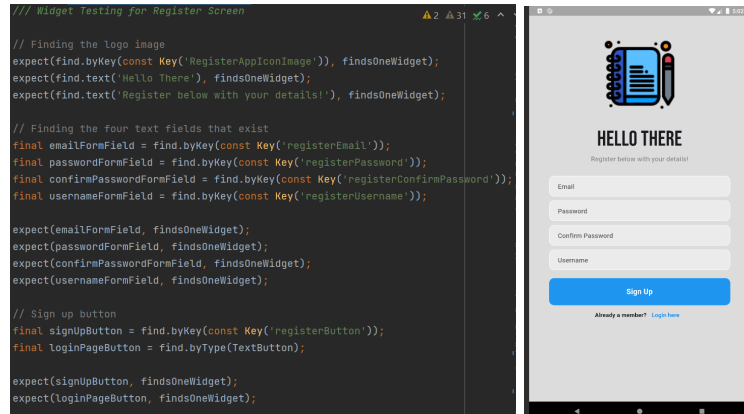 /// Widget Testing for Register Screen
2 31 6
// Finding the logo image
expect(find.byKey(const Key('RegisterAppIconImage')), findsOneWidget);
expect(find.text('Hello There'), findsOneWidget);
expect(find.text('Register below with your details!'), findsOneWidget);
// Finding the four text fields that exist
final emailFormField = find.byKey(const Key('registerEmail'));
final passwordFormField = find.byKey(const Key('registerPassword'));
final confirmPasswordFormField = find.byKey(const Key('registerConfirmPassword'));
final usernameFormField = find.byKey(const Key('registerUsername'));
expect(emailFormField, findsOneWidget);
expect(passwordFormField, findsOneWidget);
expect(confirmPasswordFormField, findsOneWidget);
expect(usernameFormField, findsOneWidget);
// Sign up button
final signUpButton = find.byKey(const Key('registerButton'));
final loginPageButton = find.byType(TextButton);
expect(signUpButton, findsOneWidget);
expect(loginPageButton, findsOneWidget);
5:02
HELLO THERE
Register below with your details!
Email
Password
Confirm Password
Username
Sign Up
Already a member? Login here